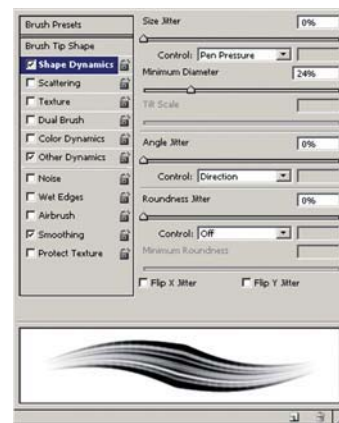 Brush Presets
Brush Tip Shape
Shape Dynamics
Scattering
Texture
Dual Brush
Color Dynamics
Other Dynamics
Noise
Wet Edges
Airbrush
Smoothing
Protect Texture
Size Jitter 0%
Control: Pen Pressure
Minimum Diameter 24%
Tilt Scale
Angle Jitter 0%
Control: Direction
Roundness Jitter 0%
Control: Off
Minimum Roundness
Flip X Jitter Flip Y Jitter